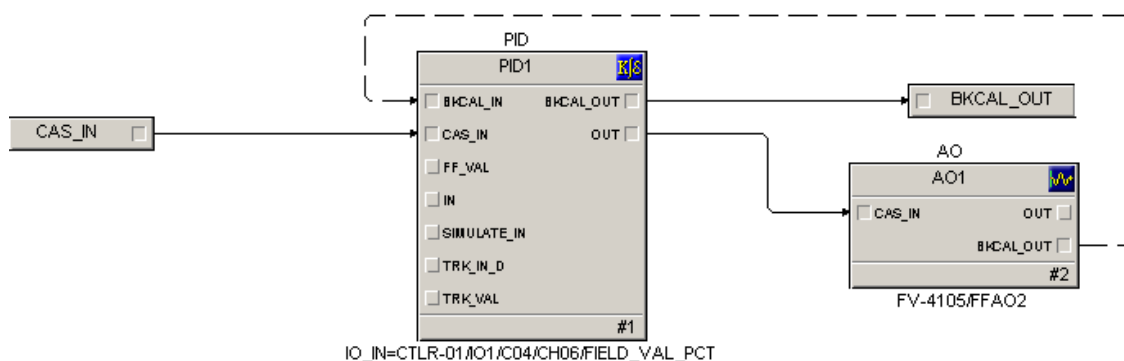 PID
PID1 K∫δ
BKCAL_IN BKCAL_OUT
BKCAL_OUT
CAS_IN
CAS_IN OUT
FF_VAL
IN
SIMULATE_IN
TRK_IN_D
TRK_VAL
#1
IO_IN=CTLR-01/IO1/C04/CH06/FIELD_VAL_PCT
AO
AO1
CAS_IN OUT
BKCAL_OUT
#2
FV-4105/FFAO2